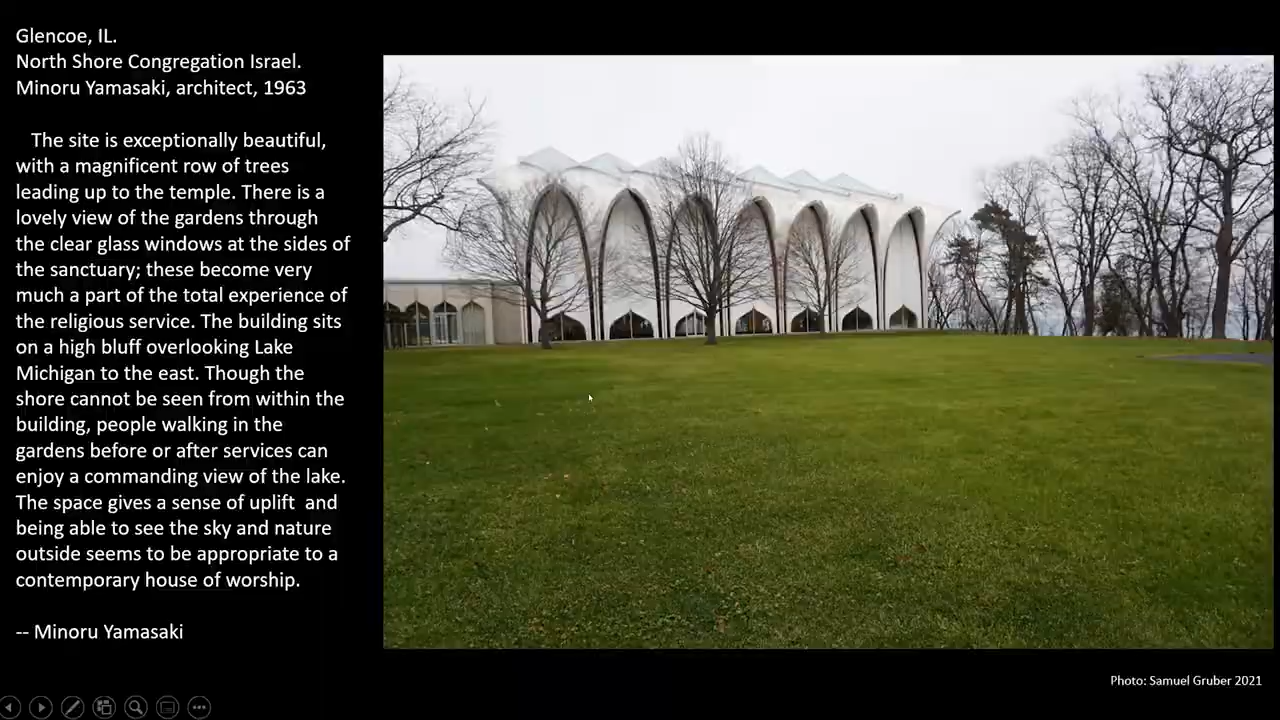 Glencoe, IL.
North Shore Congregation Israel.
Minoru Yamasaki, architect, 1963
The site is exceptionally beautiful,
with a magnificent row of trees
leading up to the temple. There is a
lovely view of the gardens through
the clear glass windows at the sides of
the sanctuary; these become very
much a part of the total experience of
the religious service. The building sits
on a high bluff overlooking Lake
Michigan to the east. Though the
shore cannot be seen from within the
building, people walking in the
gardens before or after services can
enjoy a commanding view of the lake.
The space gives a sense of uplift  and
being able to see the sky and nature
outside seems to be appropriate to a
contemporary house of worship.
-- Minoru Yamasaki
Photo: Samuel Gruber 2021